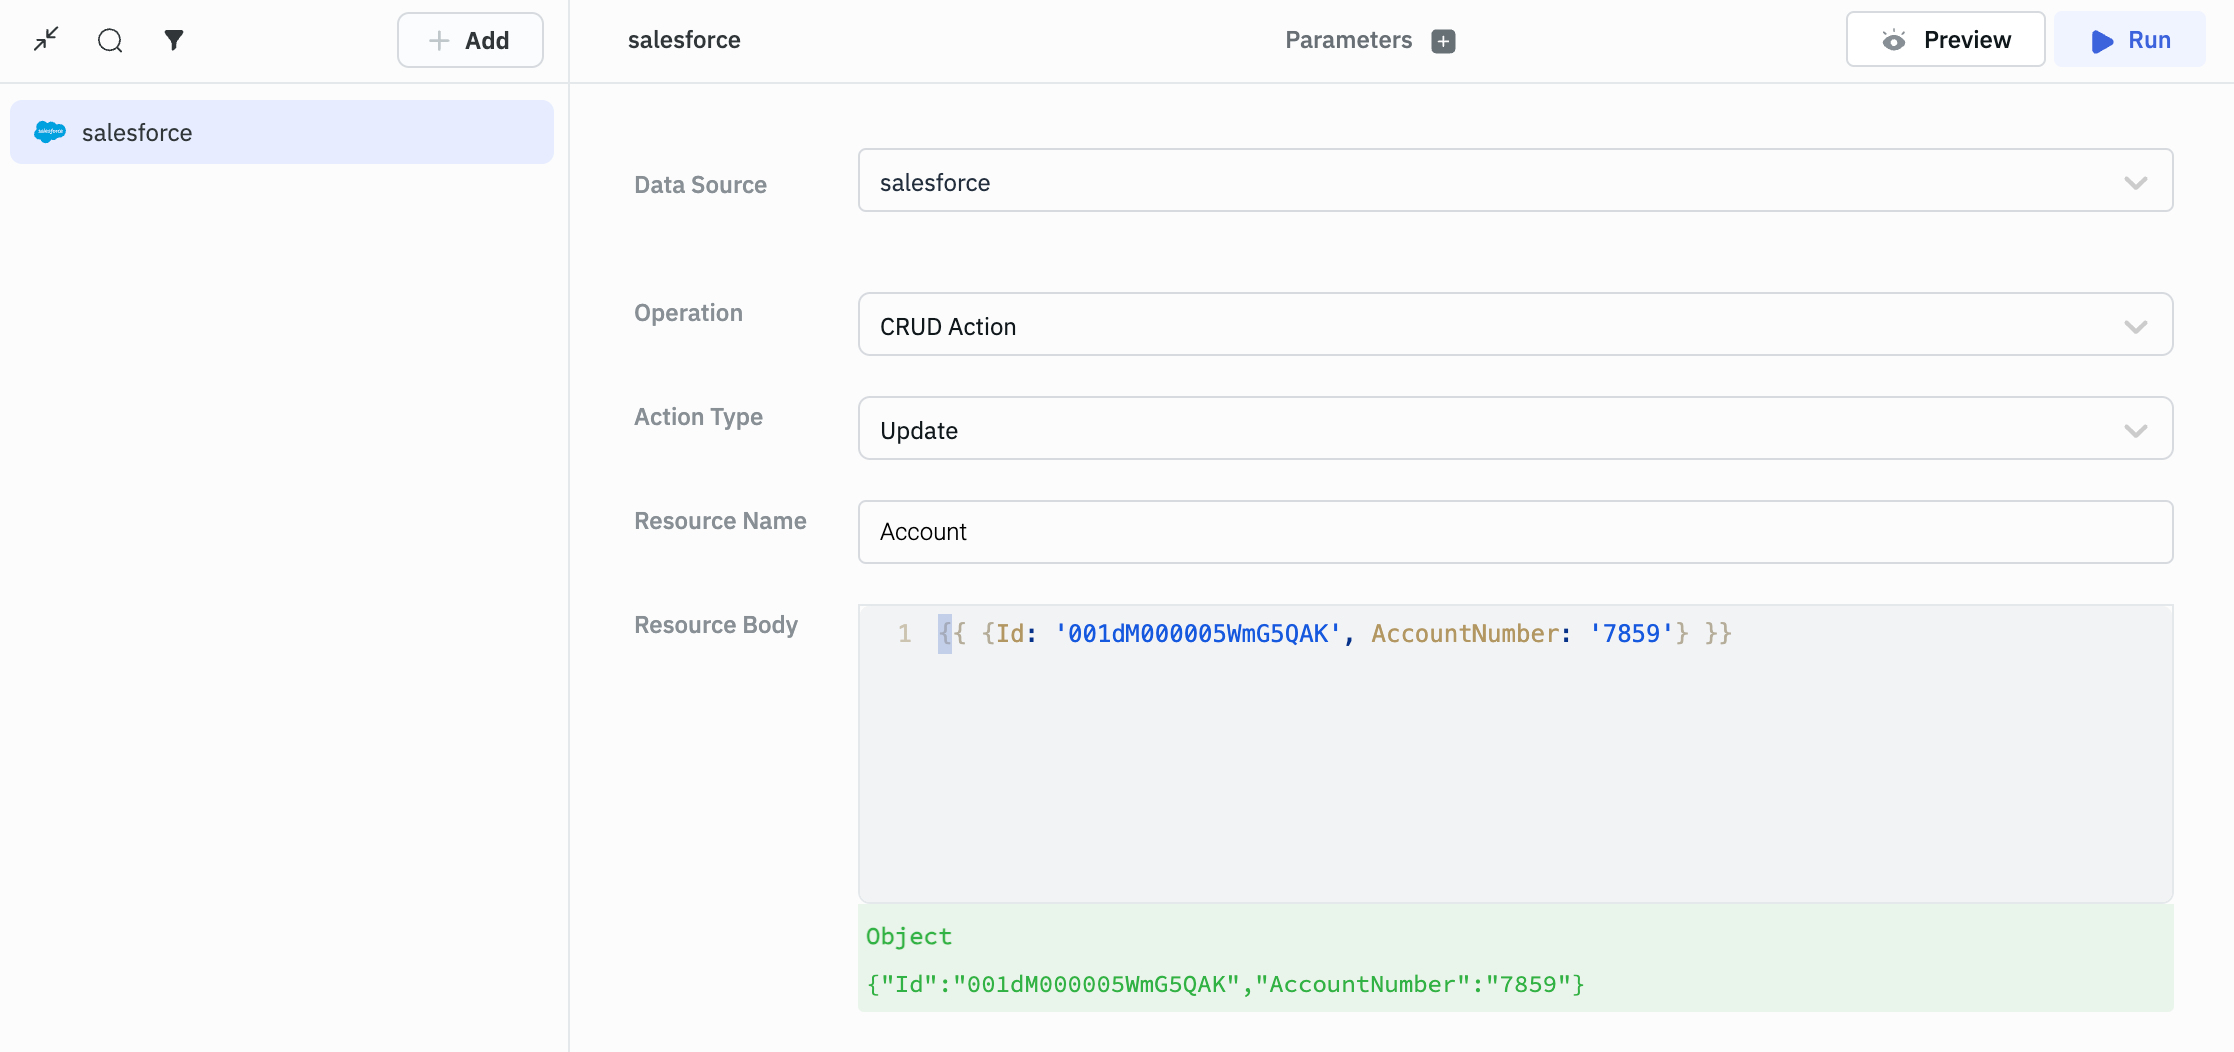 Add
salesforce
Parameters
Preview
Run
salesforce
salesforce
Data Source
salesforce
Operation
CRUD Action
Action Type
Update
Resource Name
Account
Resource Body
1 {{ {Id: '001dM000005WmG5QAK', AccountNumber: '7859'} }}
Object
{"Id":"001dM000005WmG5QAK","AccountNumber":"7859"}